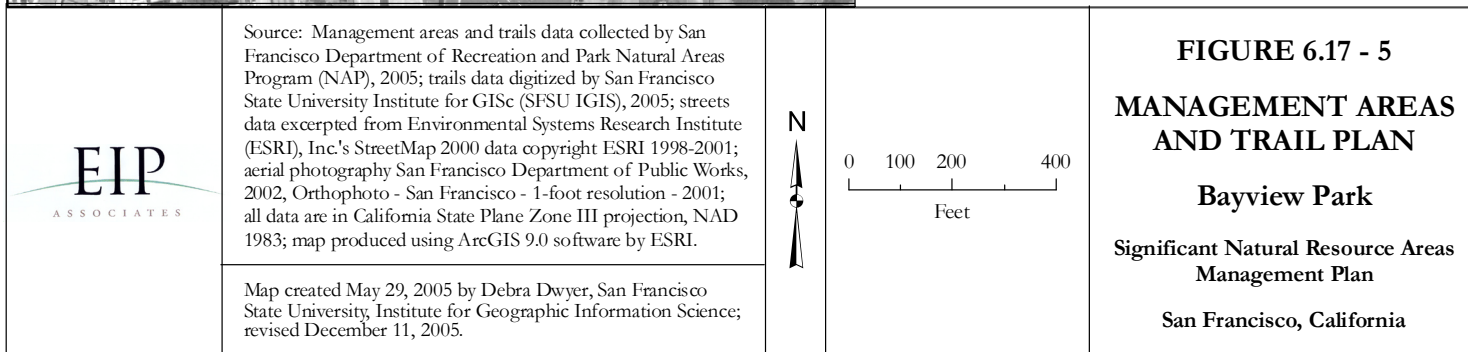 EIP
ASSOCIATES
Source: Management areas and trails data collected by San
Francisco Department of Recreation and Park Natural Areas
Program (NAP), 2005; trails data digitized by San Francisco
State University Institute for GISc (SFSU IGIS), 2005; streets
data excerpted from Environmental Systems Research Institute
(ESRI), Inc.'s StreetMap 2000 data copyright ESRI 1998-2001;
aerial photography San Francisco Department of Public Works,
2002, Orthophoto - San Francisco - 1-foot resolution - 2001;
all data are in California State Plane Zone III projection, NAD
1983; map produced using ArcGIS 9.0 software by ESRI.
Map created May 29, 2005 by Debra Dwyer, San Francisco
State University, Institute for Geographic Information Science;
revised December 11, 2005.
N
0 100 200 400
Feet
FIGURE 6.17 - 5
MANAGEMENT AREAS
AND TRAIL PLAN
Bayview Park
Significant Natural Resource Areas
Management Plan
San Francisco, California